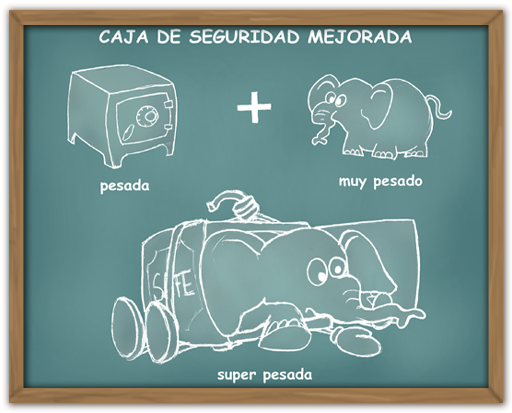 CAJA DE SEGURIDAD MEJORADA
+
pesada
muy pesado
SAFE
super pesada